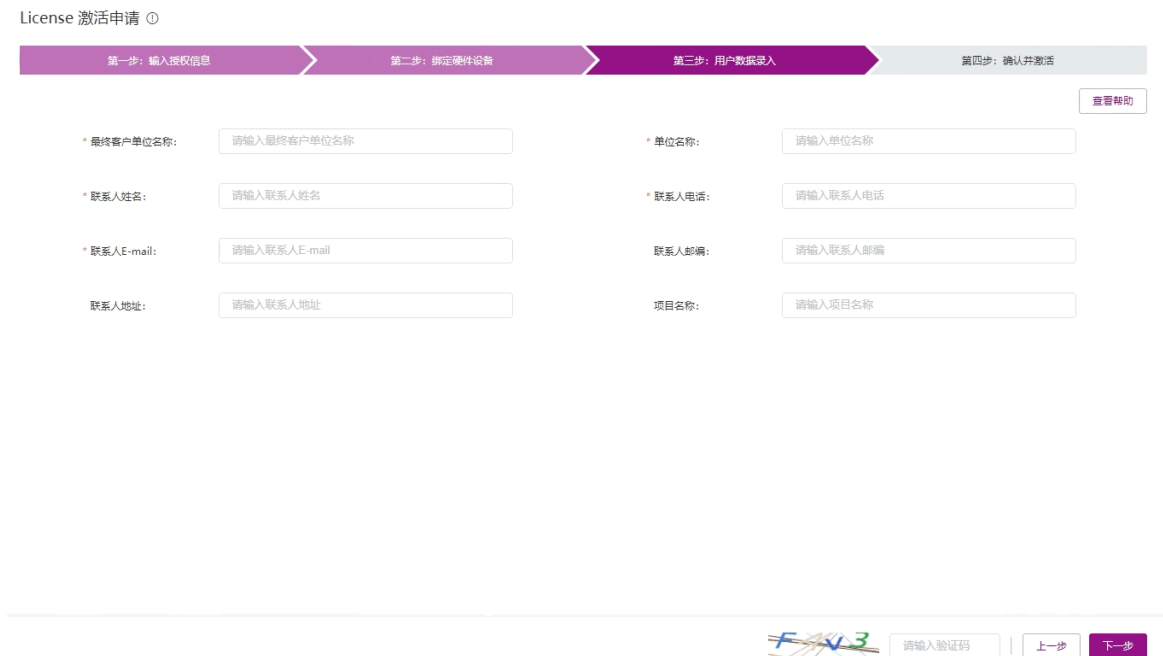 License 激活申请
第一步：输入授权信息 第二步：绑定硬件设备 第三步：用户数据录入 第四步：确认并激活
查看帮助
* 最终客户单位名称： 请输入最终客户单位名称 * 单位名称： 请输入单位名称
* 联系人姓名： 请输入联系人姓名 * 联系人电话： 请输入联系人电话
* 联系人E-mail： 请输入联系人E-mail 联系人邮编： 请输入联系人邮编
联系人地址： 请输入联系人地址 项目名称： 请输入项目名称
请输入验证码 上一步 下一步